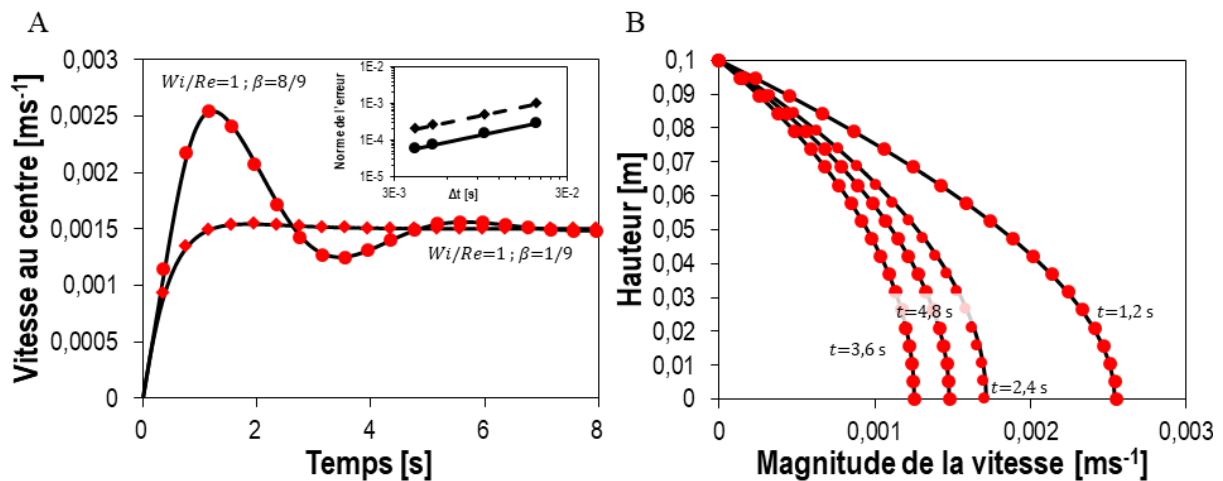 A
Vitesse au centre [ms-1]
0,003
0,0025
0,002
0,0015
0,001
0,0005
0
Wi/Re=1 ; β=8/9
Norme de l'erreur
1E-2
1E-3
1E-4
1E-5
3E-3
3E-2
Δt [s]
Wi/Re=1 ; β=1/9
0
2
4
6
8
Temps [s]
B
Hauteur [m]
0,1
0,09
0,08
0,07
0,06
0,05
0,04
0,03
0,02
0,01
0
t=4,8 s
t=1,2 s
t=3,6 s
t=2,4 s
0
0,001
0,002
0,003
Magnitude de la vitesse [ms-1]